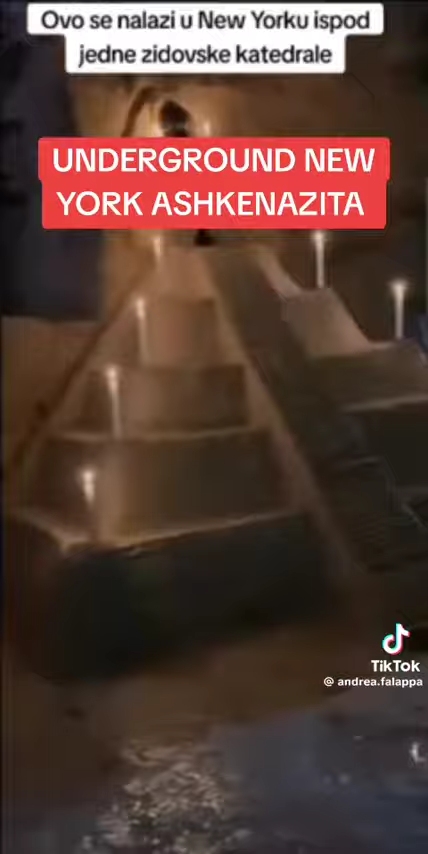 Ovo se nalazi u New Yorku ispod
jedne zidovske katedrale
UNDERGROUND NEW
YORK ASHKENAZITA
TikTok
@ andrea.falappa